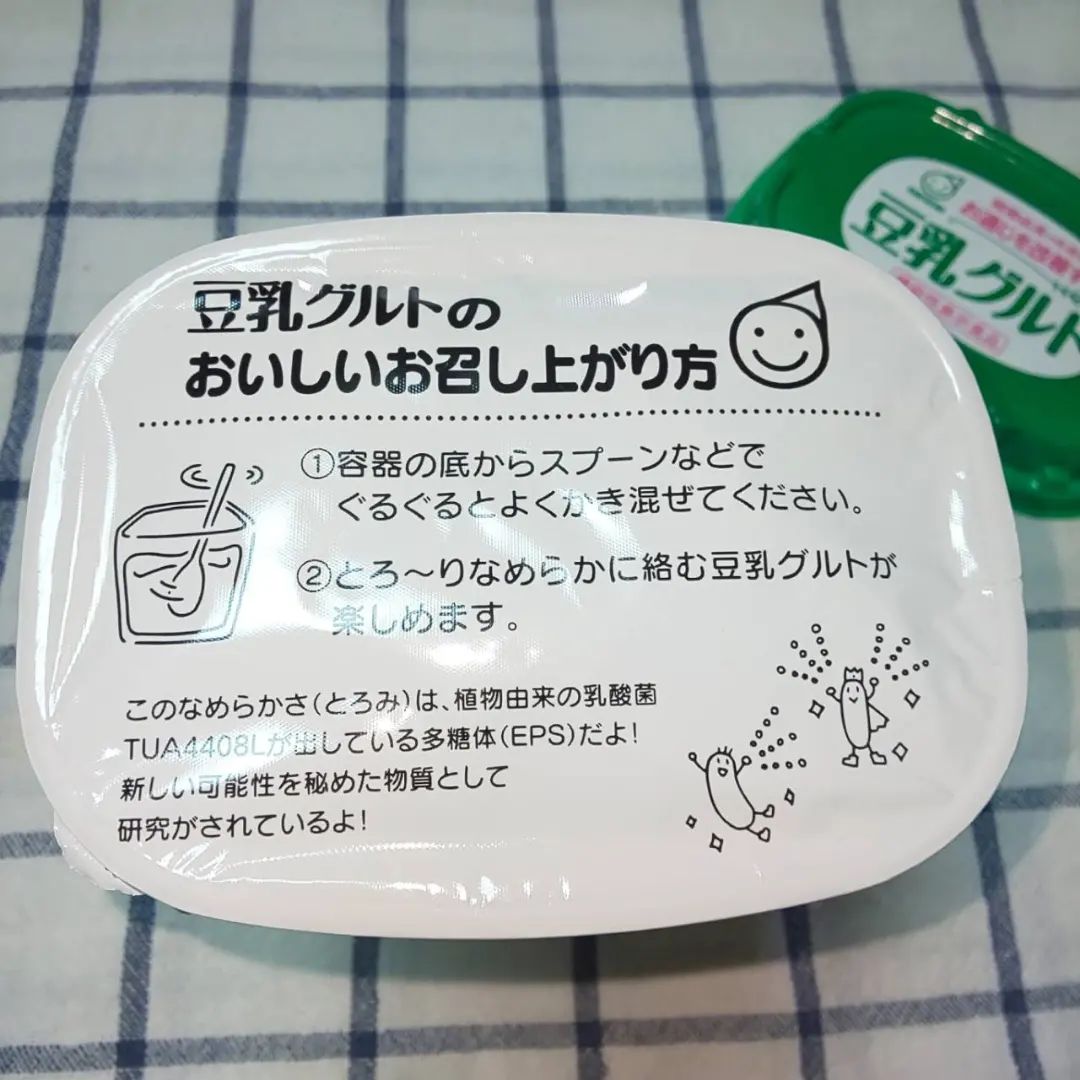 豆乳グルトの
おいしいお召し上がり方
①容器の底からスプーンなどで
ぐるぐるとよくかき混ぜてください。
②とろ〜りなめらかに絡む豆乳グルトが
楽しめます。
このなめらかさ(とろみ)は、植物由来の乳酸菌
TUA4408Lが出している多糖体(EPS)だよ!
新しい可能性を秘めた物質として
研究がされているよ!
豆乳グルト